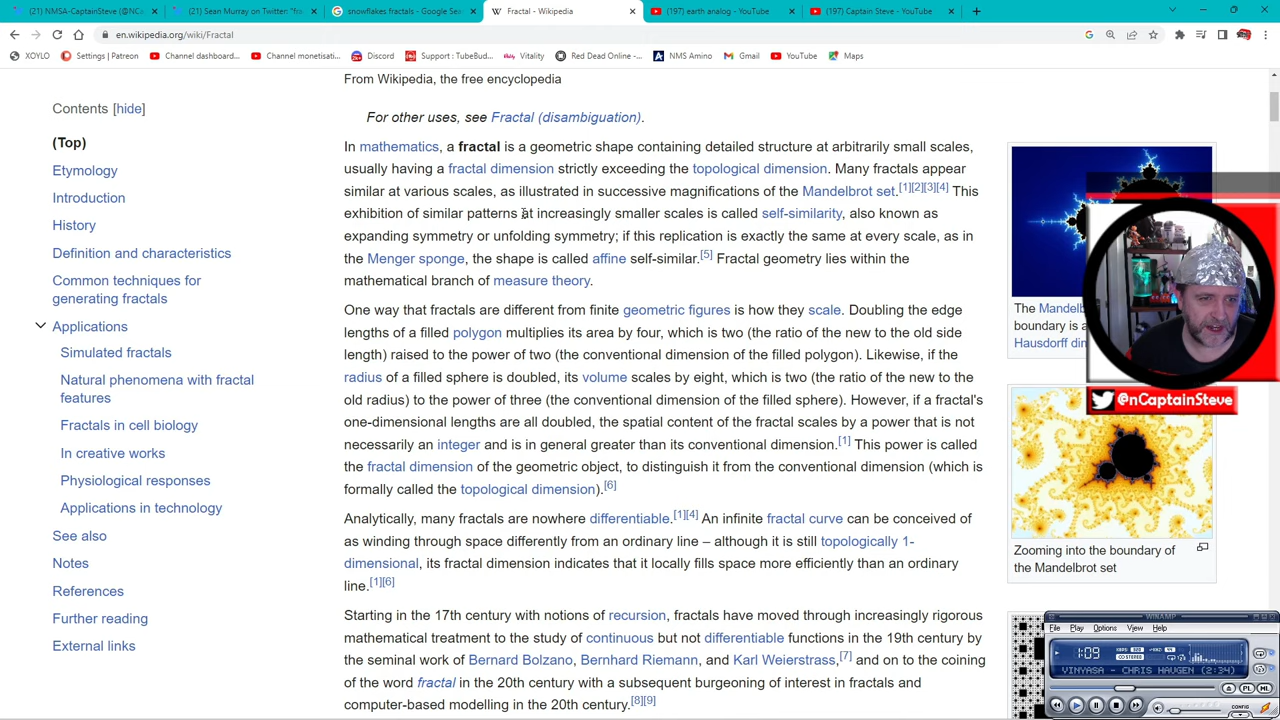 (21) NMSA-CaptainSteve (@NC
(21) Sean Murray on Twitter: "fro
snowflakes fractals - Google Se
Fractal - Wikipedia
(197) earth analog - YouTube
(197) Captain Steve - YouTube
en.wikipedia.org/wiki/Fractal
XOYLO
Settings | Patreon
Channel dashboard...
Channel monetisati...
Discord
Support : TubeBud...
Vitality
Red Dead Online -...
NMS Amino
Gmail
YouTube
Maps
From Wikipedia, the free encyclopedia
Contents [hide]
(Top)
Etymology
Introduction
History
Definition and characteristics
Common techniques for
generating fractals
Applications
Simulated fractals
Natural phenomena with fractal
features
Fractals in cell biology
In creative works
Physiological responses
Applications in technology
See also
Notes
References
Further reading
External links
For other uses, see Fractal (disambiguation).
In mathematics, a fractal is a geometric shape containing detailed structure at arbitrarily small scales,
usually having a fractal dimension strictly exceeding the topological dimension. Many fractals appear
similar at various scales, as illustrated in successive magnifications of the Mandelbrot set.[1][2][3][4] This
exhibition of similar patterns at increasingly smaller scales is called self-similarity, also known as
expanding symmetry or unfolding symmetry; if this replication is exactly the same at every scale, as in
the Menger sponge, the shape is called affine self-similar.[5] Fractal geometry lies within the
mathematical branch of measure theory.
One way that fractals are different from finite geometric figures is how they scale. Doubling the edge
lengths of a filled polygon multiplies its area by four, which is two (the ratio of the new to the old side
length) raised to the power of two (the conventional dimension of the filled polygon). Likewise, if the
radius of a filled sphere is doubled, its volume scales by eight, which is two (the ratio of the new to the
old radius) to the power of three (the conventional dimension of the filled sphere). However, if a fractal's
one-dimensional lengths are all doubled, the spatial content of the fractal scales by a power that is not
necessarily an integer and is in general greater than its conventional dimension.[1] This power is called
the fractal dimension of the geometric object, to distinguish it from the conventional dimension (which is
formally called the topological dimension).[6]
Analytically, many fractals are nowhere differentiable.[1][4] An infinite fractal curve can be conceived of
as winding through space differently from an ordinary line – although it is still topologically 1-
dimensional, its fractal dimension indicates that it locally fills space more efficiently than an ordinary
line.[1][6]
Starting in the 17th century with notions of recursion, fractals have moved through increasingly rigorous
mathematical treatment to the study of continuous but not differentiable functions in the 19th century by
the seminal work of Bernard Bolzano, Bernhard Riemann, and Karl Weierstrass,[7] and on to the coining
of the word fractal in the 20th century with a subsequent burgeoning of interest in fractals and
computer-based modelling in the 20th century.[8][9]
The Mandelb
boundary is a
Hausdorff dim
@nCaptainSteve
Zooming into the boundary of
the Mandelbrot set
WINAMP
File Play Options View Help
1:09
CO STEREO
VINYASA - CHRIS HAUGEN (2:34)
PL ML
CONFIG